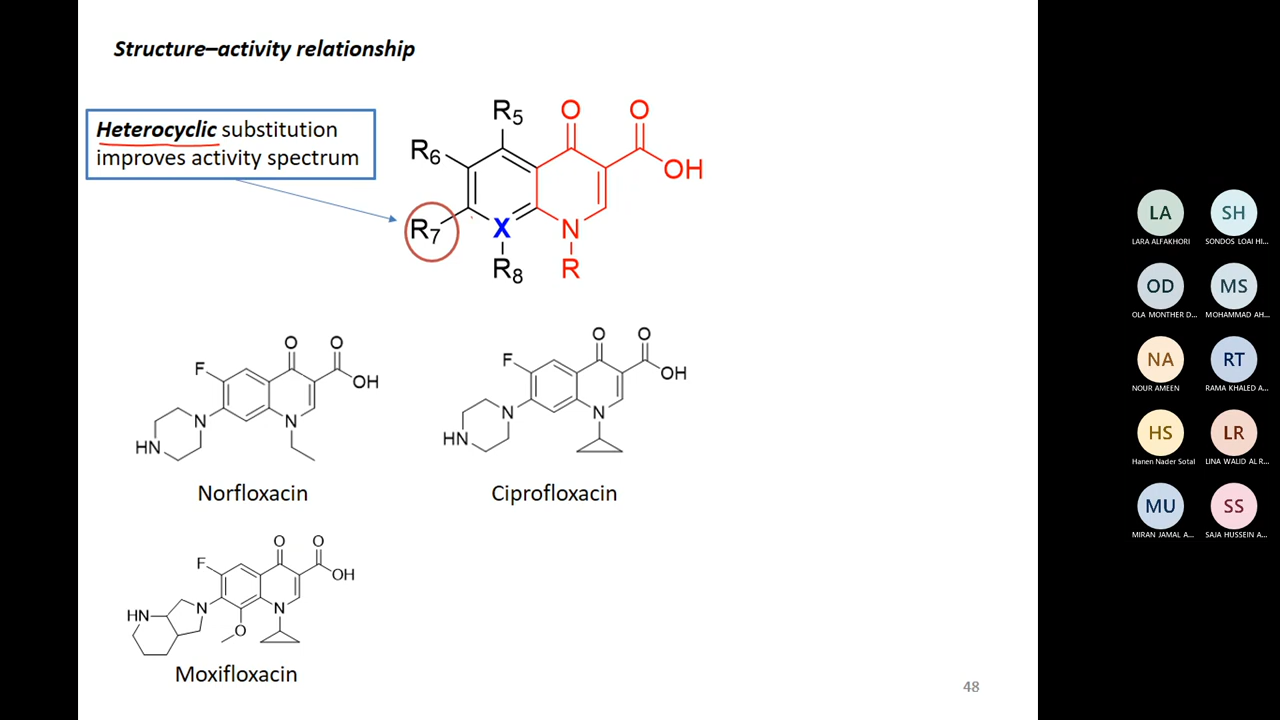 Structure–activity relationship
Heterocyclic substitution
improves activity spectrum
R5
O
O
R6
OH
R7
X
N
R8
R
O
O
F
OH
N
N
HN
Norfloxacin
O
O
F
OH
N
N
HN
Ciprofloxacin
O
O
F
OH
HN
N
N
O
Moxifloxacin
48
LA
SH
LARA ALFAKHORI
SONDOS LOAI HI...
OD
MS
OLA MONTHER D...
MOHAMMAD AH...
NA
RT
NOUR AMEEN
RAMA KHALED A...
HS
LR
Hanen Nader Sotal
LINA WALID AL R...
MU
SS
MIRAN JAMAL A...
SAJA HUSSEIN A...